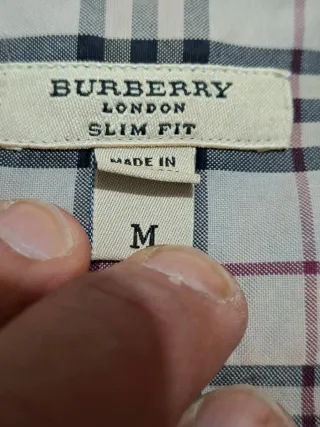 BURBERRY
LONDON
SLIM FIT
MADE IN
M